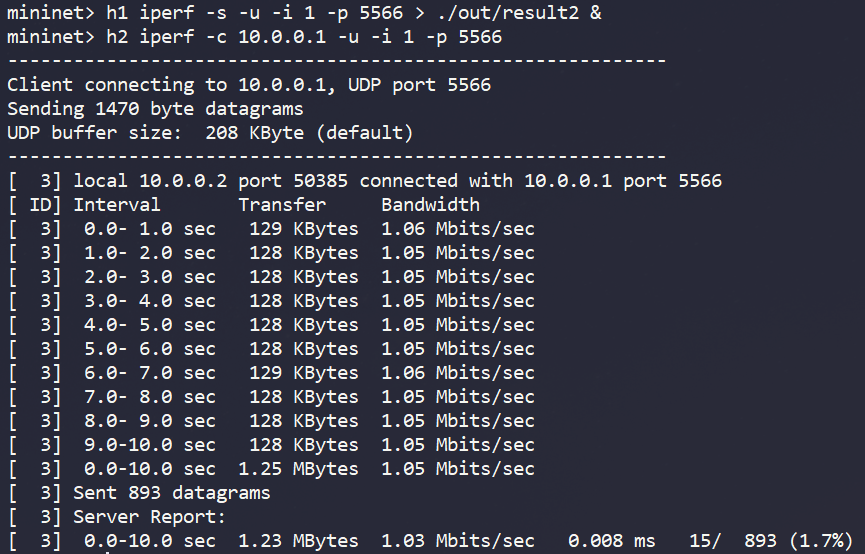 mininet> h1 iperf -s -u -i 1 -p 5566 > ./out/result2 &
mininet> h2 iperf -c 10.0.0.1 -u -i 1 -p 5566
------------------------------------------------------------
Client connecting to 10.0.0.1, UDP port 5566
Sending 1470 byte datagrams
UDP buffer size:  208 KByte (default)
------------------------------------------------------------
[  3] local 10.0.0.2 port 50385 connected with 10.0.0.1 port 5566
[ ID] Interval       Transfer     Bandwidth
[  3]  0.0- 1.0 sec   129 KBytes  1.06 Mbits/sec
[  3]  1.0- 2.0 sec   128 KBytes  1.05 Mbits/sec
[  3]  2.0- 3.0 sec   128 KBytes  1.05 Mbits/sec
[  3]  3.0- 4.0 sec   128 KBytes  1.05 Mbits/sec
[  3]  4.0- 5.0 sec   128 KBytes  1.05 Mbits/sec
[  3]  5.0- 6.0 sec   128 KBytes  1.05 Mbits/sec
[  3]  6.0- 7.0 sec   129 KBytes  1.06 Mbits/sec
[  3]  7.0- 8.0 sec   128 KBytes  1.05 Mbits/sec
[  3]  8.0- 9.0 sec   128 KBytes  1.05 Mbits/sec
[  3]  9.0-10.0 sec   128 KBytes  1.05 Mbits/sec
[  3]  0.0-10.0 sec  1.25 MBytes  1.05 Mbits/sec
[  3] Sent 893 datagrams
[  3] Server Report:
[  3]  0.0-10.0 sec  1.23 MBytes  1.03 Mbits/sec   0.008 ms   15/  893 (1.7%)